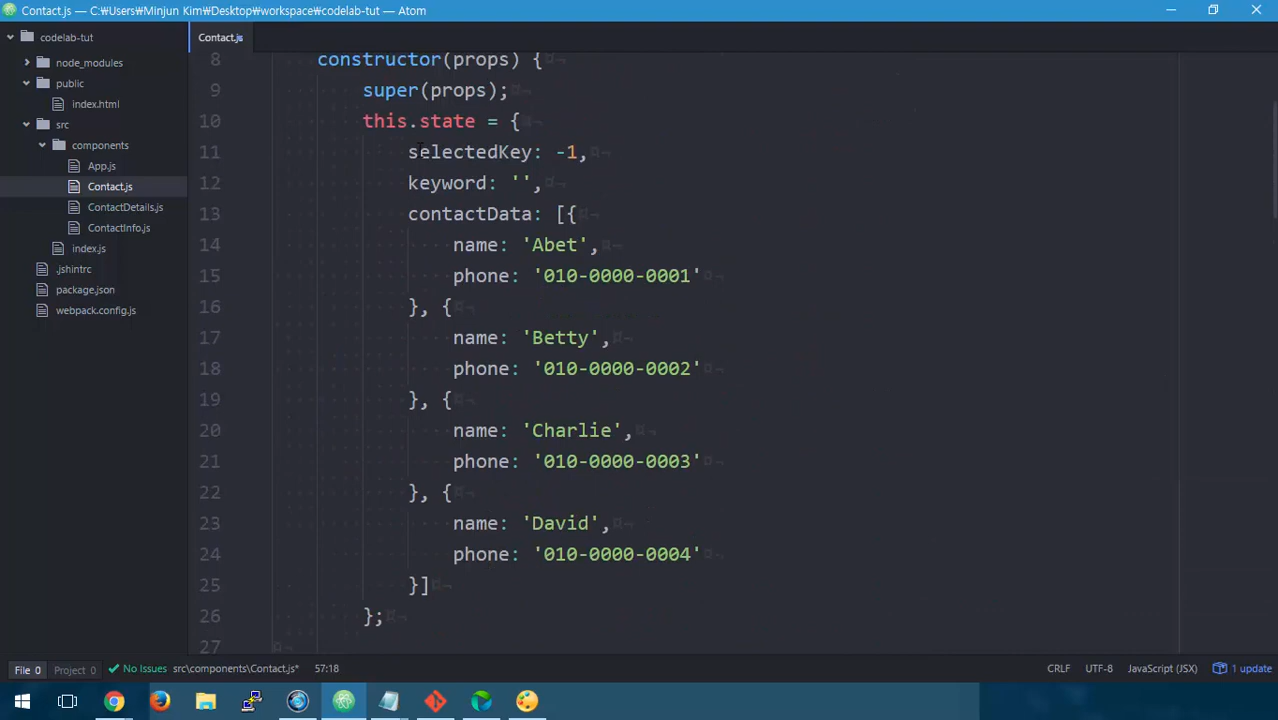 Contact.js — C:₩Users₩Minjun Kim₩Desktop₩workspace₩codelab-tut — Atom
codelab-tut
node_modules
public
index.html
src
components
App.js
Contact.js
ContactDetails.js
ContactInfo.js
index.js
.jshintrc
package.json
webpack.config.js
Contact.js
8 constructor(props) {
9 super(props);
10 this.state = {
11 selectedKey: -1,
12 keyword: '',
13 contactData: [{
14 name: 'Abet',
15 phone: '010-0000-0001'
16 }, {
17 name: 'Betty',
18 phone: '010-0000-0002'
19 }, {
20 name: 'Charlie',
21 phone: '010-0000-0003'
22 }, {
23 name: 'David',
24 phone: '010-0000-0004'
25 }]
26 };
27
File 0 Project 0 No Issues src\components\Contact.js* 57:18 CRLF UTF-8 JavaScript (JSX) 1 update